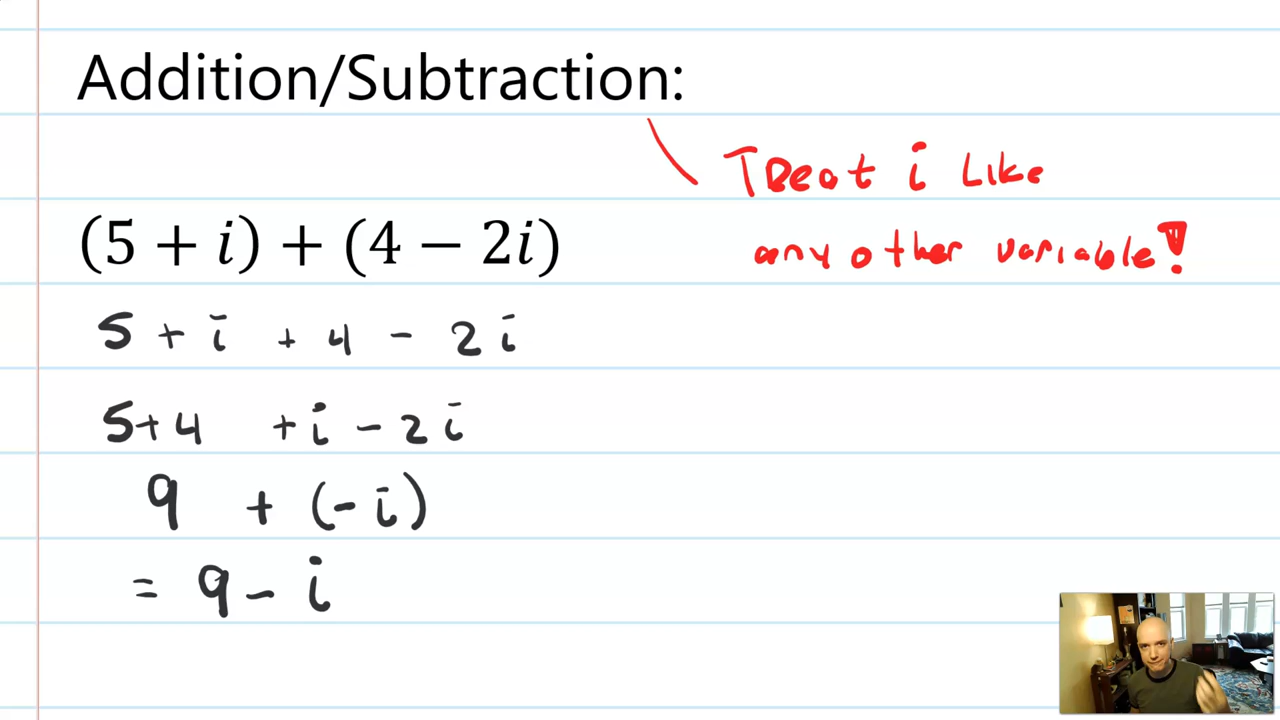 Addition/Subtraction:
Treat i Like
any other variable!
(5 + i) + (4 − 2i)
5 + i + 4 - 2i
5+4 +i - 2i
9 + (-i)
= 9 - i